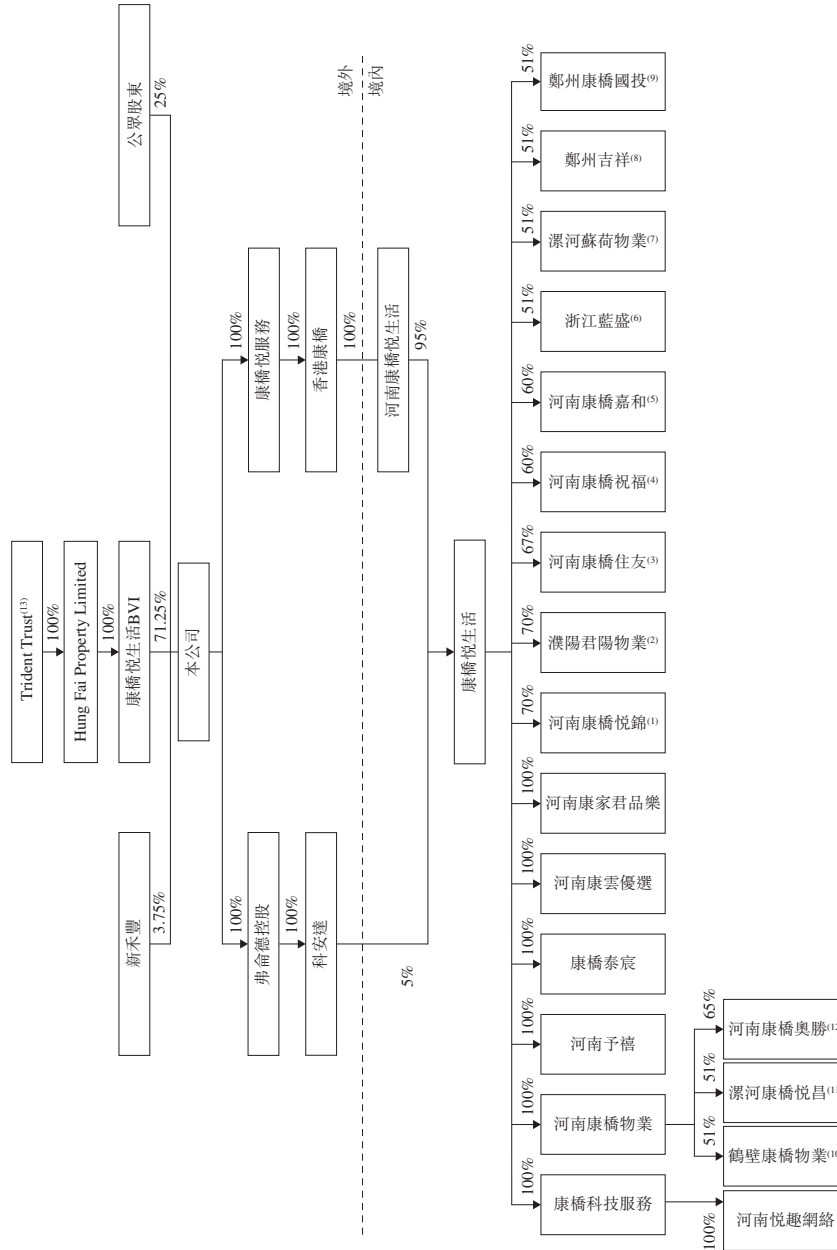 Trident Trust(13)
100%
Hung Fai Property Limited
100%
新禾豐
康橋悅生活BVI
公眾股東
3.75%
71.25%
25%
本公司
100%
100%
弗侖德控股
康橋悅服務
100%
100%
科安達
香港康橋
100%
境外
境內
河南康橋悅生活
5%
95%
康橋悅生活
100%
100%
100%
100%
100%
100%
70%
70%
67%
60%
60%
51%
51%
51%
51%
康橋科技服務
河南康橋物業
河南予禧
康橋泰宸
河南康雲優選
河南康家君品樂
河南康橋悅錦(1)
濮陽君陽物業(2)
河南康橋住友(3)
河南康橋祝福(4)
河南康橋嘉和(5)
浙江藍盛(6)
漯河蘇荷物業(7)
鄭州吉祥(8)
鄭州康橋國投(9)
100%
51%
51%
65%
河南悅趣網絡
鶴壁康橋物業(10
漯河康橋悅昌(11
河南康橋奧勝(12